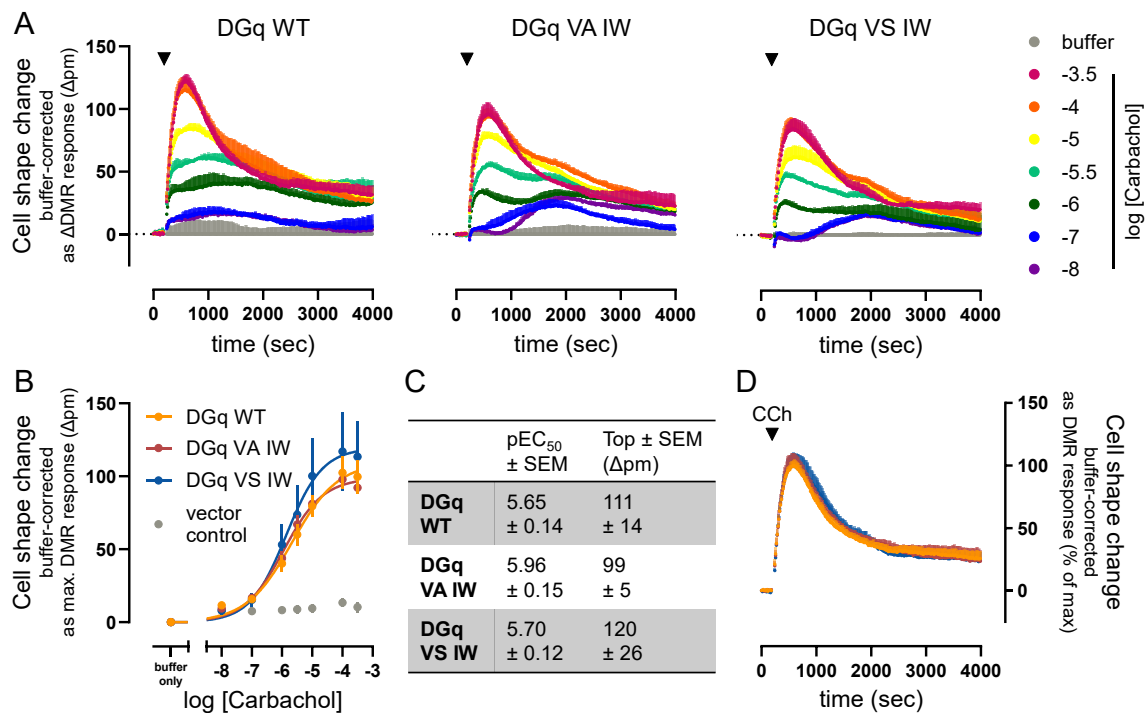 A
DGq WT
DGq VA IW
DGq VS IW
Cell shape change
buffer-corrected
as ΔDMR response (Δpm)
150
100
50
0
0 1000 2000 3000 4000
time (sec)
0 1000 2000 3000 4000
time (sec)
0 1000 2000 3000 4000
time (sec)
buffer
-3.5
-4
-5
-5.5
-6
-7
-8
log [Carbachol]
B
Cell shape change
buffer-corrected
as max. DMR response (Δpm)
150
100
50
0
DGq WT
DGq VA IW
DGq VS IW
vector
control
buffer
only
-8 -7 -6 -5 -4 -3
log [Carbachol]
C
pEC50 Top ± SEM
± SEM (Δpm)
DGq 5.65 111
WT ± 0.14 ± 14
DGq 5.96 99
VA IW ± 0.15 ± 5
DGq 5.70 120
VS IW ± 0.12 ± 26
D
CCh
150
100
50
0
Cell shape change
buffer-corrected
as DMR response (% of max)
0 1000 2000 3000 4000
time (sec)